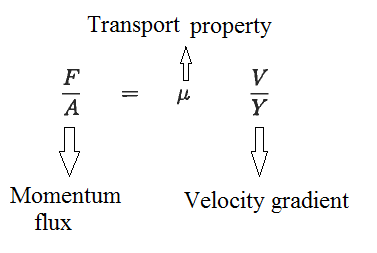 Transport property
F/A = μ V/Y
Momentum
flux
Velocity gradient